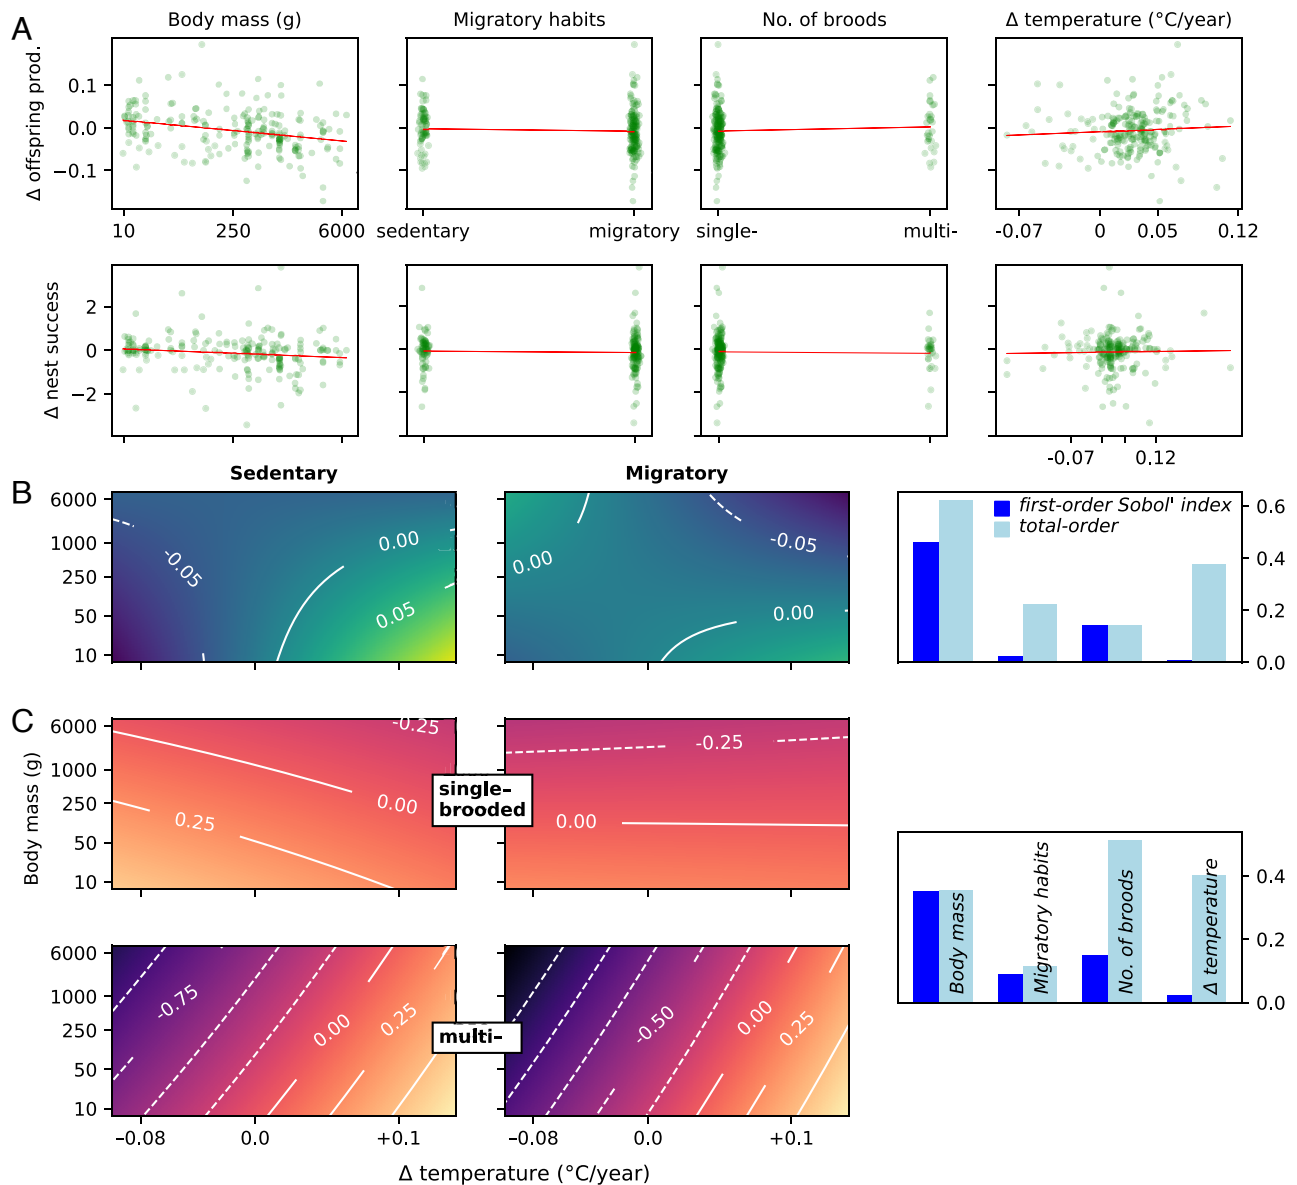 A
Body mass (g)
Migratory habits
No. of broods
Δ temperature (°C/year)
Δ offspring prod.
0.1
0.0
−0.1
10
250
6000
sedentary
migratory
single-
multi-
-0.07
0
0.05
0.12
Δ nest success
2
0
−2
-0.07
0.12
B
Sedentary
Migratory
6000
1000
250
50
10
-0.05
0.00
0.05
0.00
-0.05
0.00
first-order Sobol' index
total-order
0.6
0.4
0.2
0.0
C
Body mass (g)
6000
1000
250
50
10
-0.25
0.00
0.25
single–
brooded
-0.25
0.00
Body mass
Migratory habits
No. of broods
Δ temperature
0.4
0.2
0.0
6000
1000
250
50
10
-0.75
0.00
0.25
multi–
-0.50
0.00
0.25
−0.08
0.0
+0.1
−0.08
0.0
+0.1
Δ temperature (°C/year)